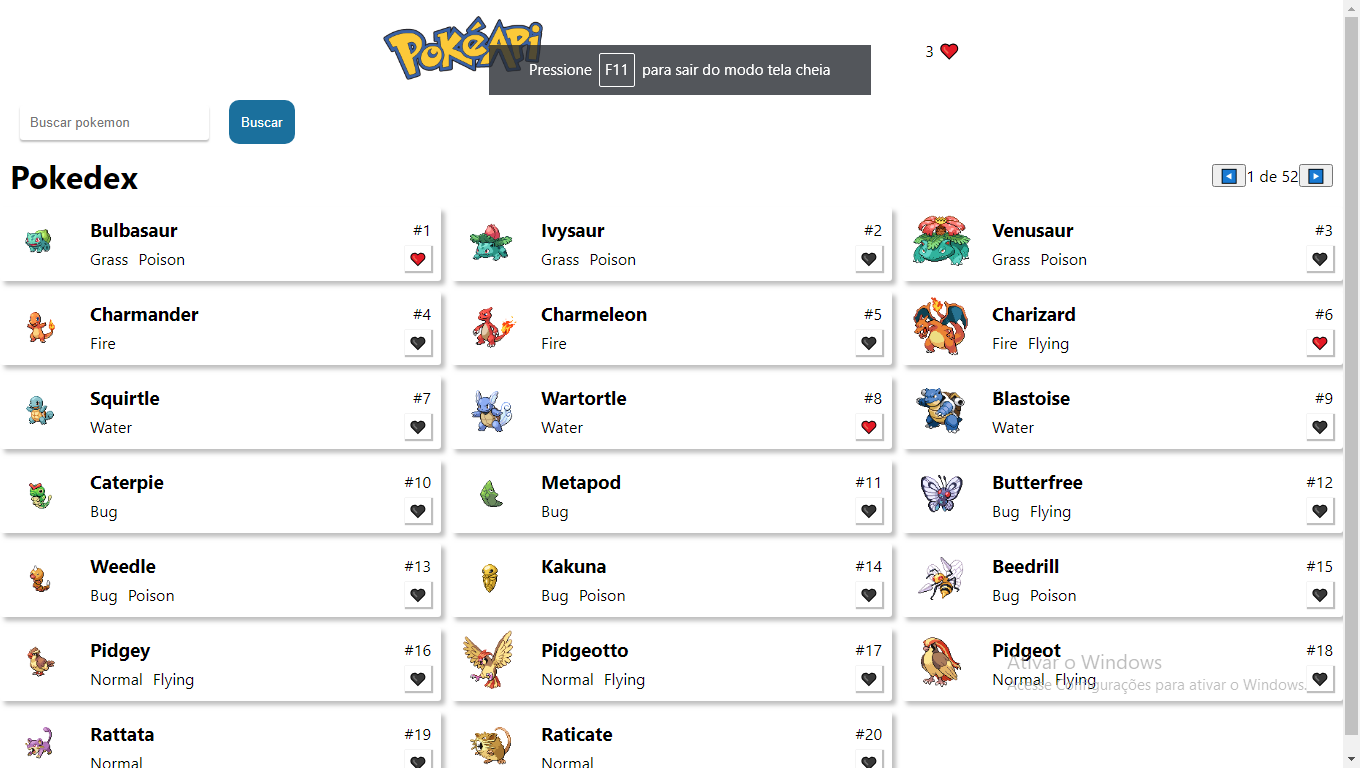 PokéApi
3
Pressione F11 para sair do modo tela cheia
Buscar pokemon
Buscar
Pokedex
1 de 52
Bulbasaur #1
Grass Poison
Ivysaur #2
Grass Poison
Venusaur #3
Grass Poison
Charmander #4
Fire
Charmeleon #5
Fire
Charizard #6
Fire Flying
Squirtle #7
Water
Wartortle #8
Water
Blastoise #9
Water
Caterpie #10
Bug
Metapod #11
Bug
Butterfree #12
Bug Flying
Weedle #13
Bug Poison
Kakuna #14
Bug Poison
Beedrill #15
Bug Poison
Pidgey #16
Normal Flying
Pidgeotto #17
Normal Flying
Pidgeot #18
Normal Flying
Ativar o Windows
Acesse Configurações para ativar o Windows.
Rattata #19
Normal
Raticate #20
Normal